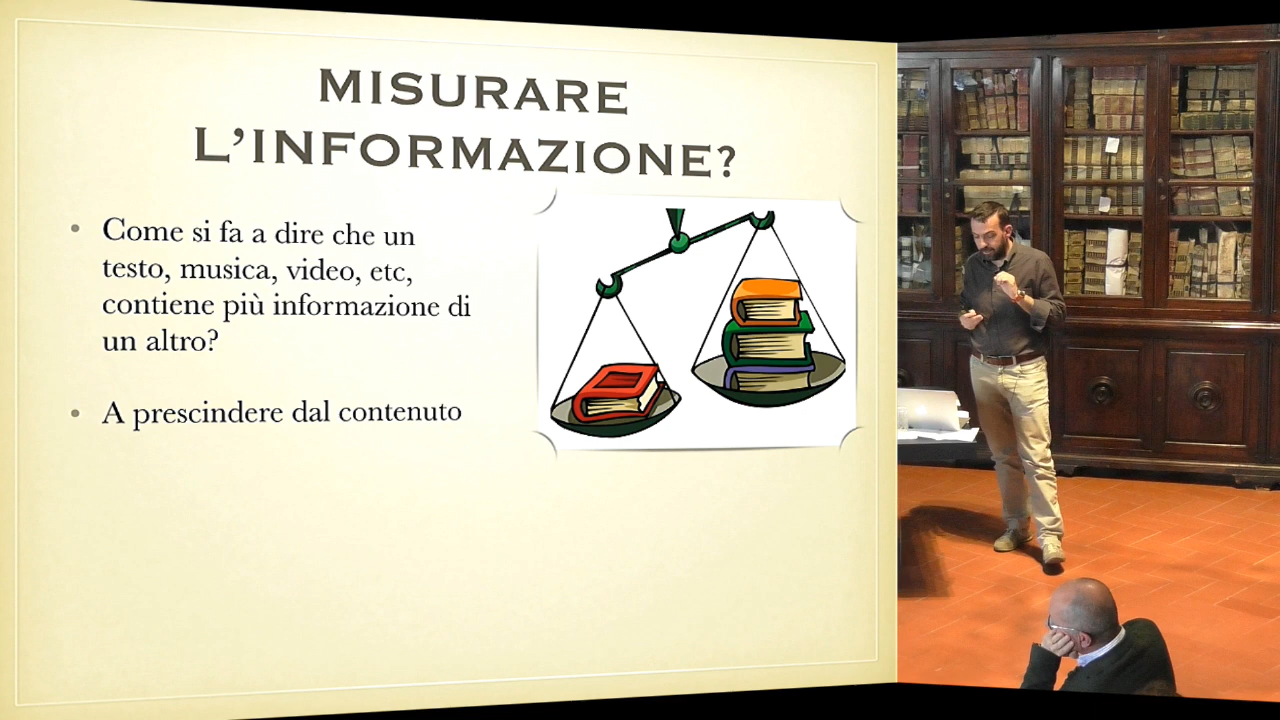 MISURARE
L'INFORMAZIONE?
• Come si fa a dire che un
testo, musica, video, etc,
contiene più informazione di
un altro?
• A prescindere dal contenuto